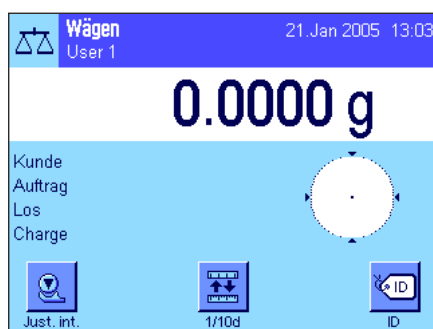 Wägen 21.Jan 2005 13:03
User 1
0.0000 g
Kunde
Auftrag
Los
Charge
ID
Just. int. 1/10d ID